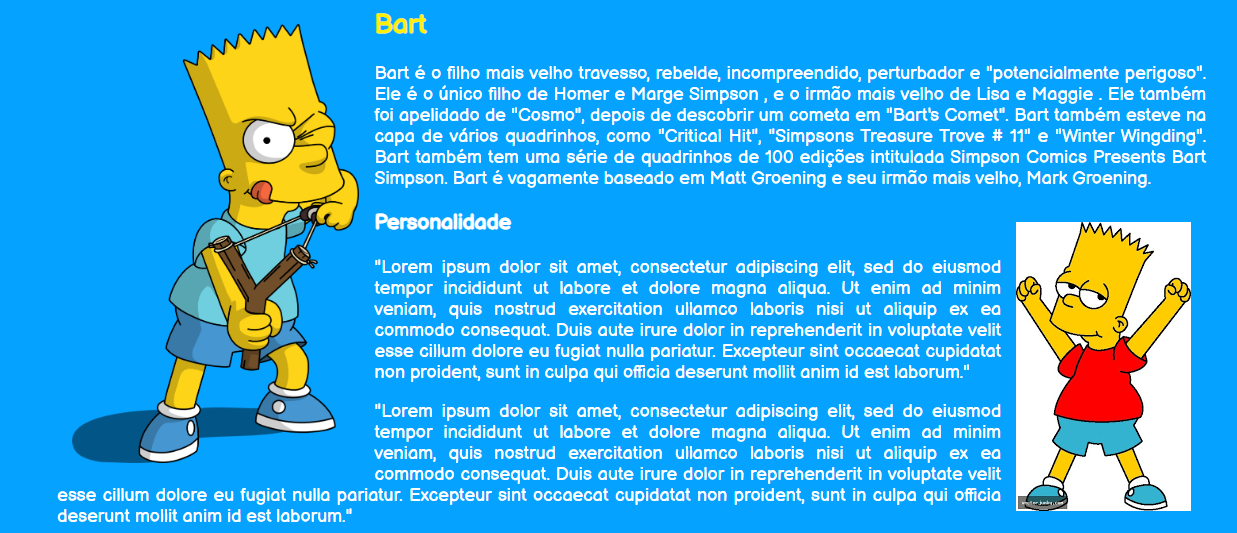 Bart
Bart é o filho mais velho travesso, rebelde, incompreendido, perturbador e "potencialmente perigoso".
Ele é o único filho de Homer e Marge Simpson , e o irmão mais velho de Lisa e Maggie . Ele também
foi apelidado de "Cosmo", depois de descobrir um cometa em "Bart's Comet". Bart também esteve na
capa de vários quadrinhos, como "Critical Hit", "Simpsons Treasure Trove # 11" e "Winter Wingding".
Bart também tem uma série de quadrinhos de 100 edições intitulada Simpson Comics Presents Bart
Simpson. Bart é vagamente baseado em Matt Groening e seu irmão mais velho, Mark Groening.
Personalidade
"Lorem ipsum dolor sit amet, consectetur adipiscing elit, sed do eiusmod
tempor incididunt ut labore et dolore magna aliqua. Ut enim ad minim
veniam, quis nostrud exercitation ullamco laboris nisi ut aliquip ex ea
commodo consequat. Duis aute irure dolor in reprehenderit in voluptate velit
esse cillum dolore eu fugiat nulla pariatur. Excepteur sint occaecat cupidatat
non proident, sunt in culpa qui officia deserunt mollit anim id est laborum."
"Lorem ipsum dolor sit amet, consectetur adipiscing elit, sed do eiusmod
tempor incididunt ut labore et dolore magna aliqua. Ut enim ad minim
veniam, quis nostrud exercitation ullamco laboris nisi ut aliquip ex ea
commodo consequat. Duis aute irure dolor in reprehenderit in voluptate velit
esse cillum dolore eu fugiat nulla pariatur. Excepteur sint occaecat cupidatat non proident, sunt in culpa qui officia
deserunt mollit anim id est laborum."